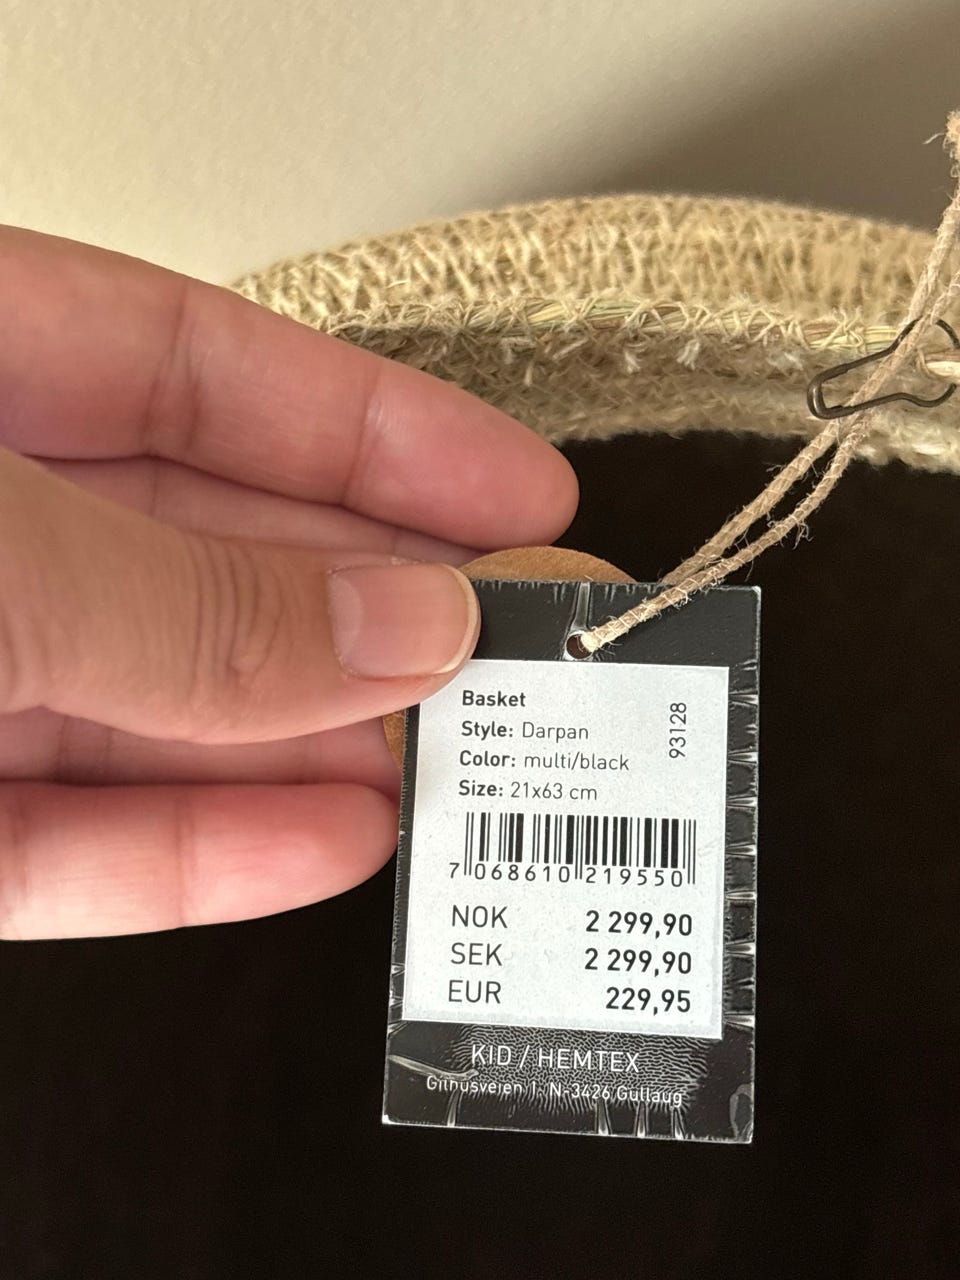 Basket
Style: Darpan
Color: multi/black
Size: 21x63 cm
93128
7 068610 219550
NOK 2 299,90
SEK 2 299,90
EUR 229,95
KID / HEMTEX
Gilhusveien 1, N-3426 Gullaug